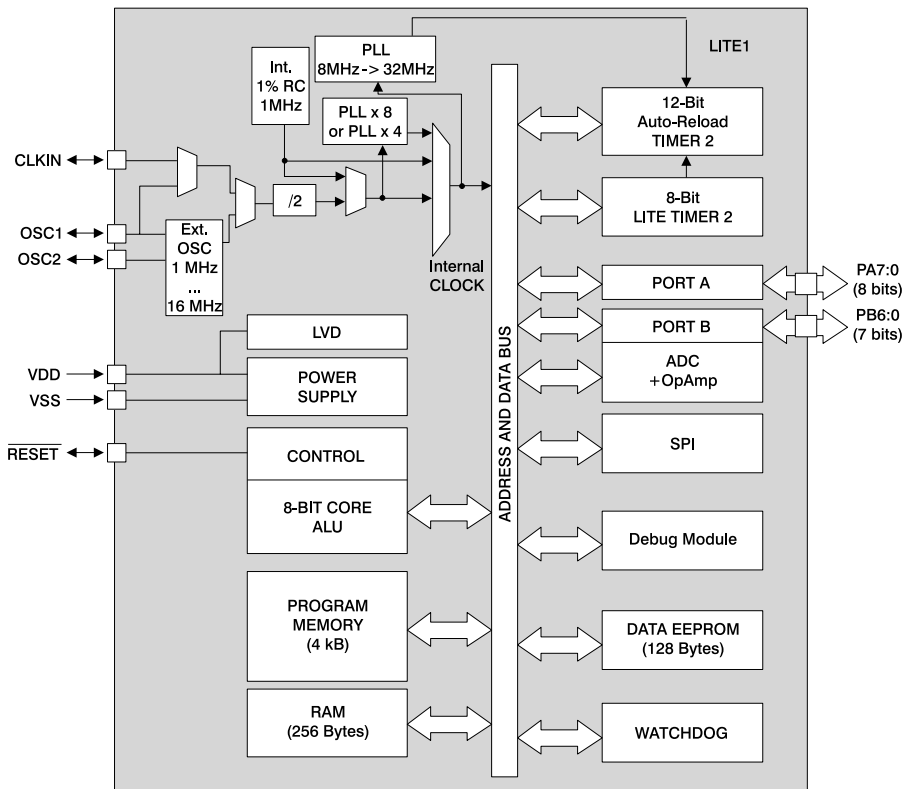 PLL
8MHz -> 32MHz
LITE1
Int.
1% RC
1MHz
PLL x 8
or PLL x 4
12-Bit
Auto-Reload
TIMER 2
CLKIN
/2
8-Bit
LITE TIMER 2
OSC1
OSC2
Ext.
OSC
1 MHz
...
16 MHz
Internal
CLOCK
PORT A
PA7:0
(8 bits)
PORT B
PB6:0
(7 bits)
LVD
ADC
+OpAmp
VDD
VSS
POWER
SUPPLY
ADDRESS AND DATA BUS
RESET
CONTROL
SPI
8-BIT CORE
ALU
Debug Module
PROGRAM
MEMORY
(4 kB)
DATA EEPROM
(128 Bytes)
RAM
(256 Bytes)
WATCHDOG